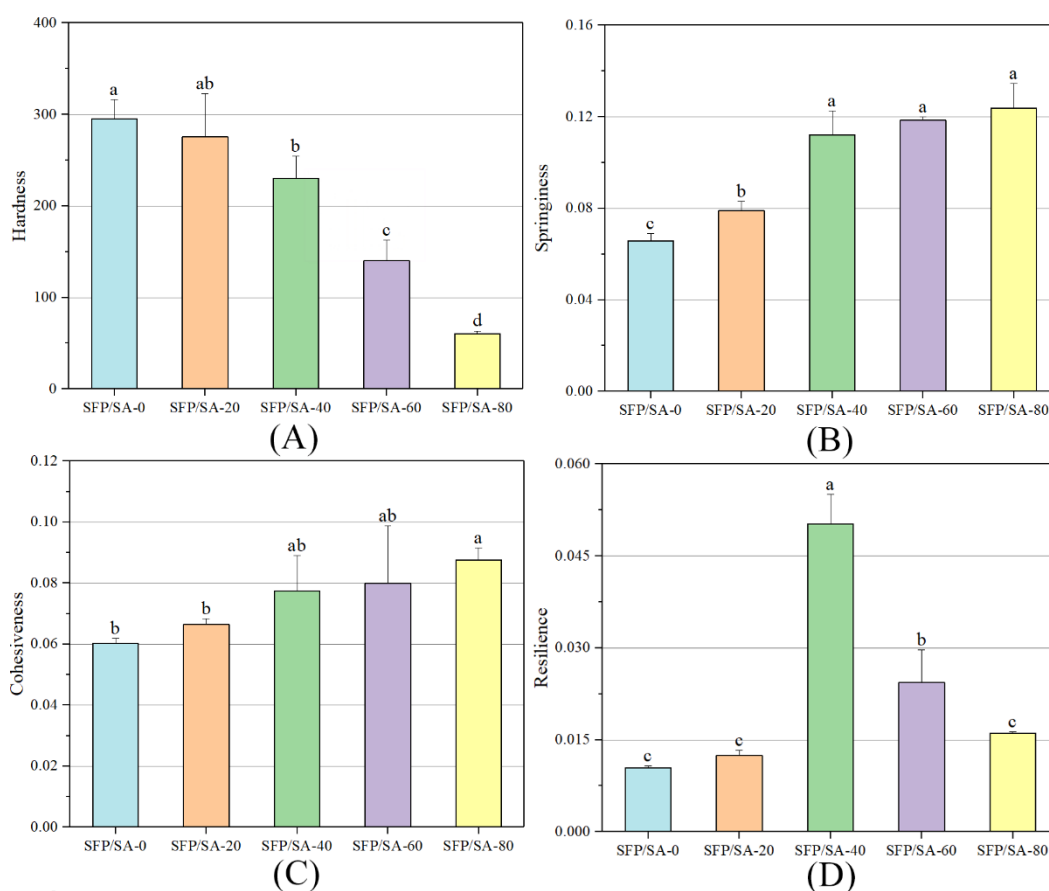 400
300
200
100
0
Hardness
a
ab
b
c
d
SFP/SA-0 SFP/SA-20 SFP/SA-40 SFP/SA-60 SFP/SA-80
(A)
0.16
0.12
0.08
0.04
0.00
Springiness
c
b
a
a
a
SFP/SA-0 SFP/SA-20 SFP/SA-40 SFP/SA-60 SFP/SA-80
(B)
0.12
0.10
0.08
0.06
0.04
0.02
0.00
Cohesiveness
b
b
ab
ab
a
SFP/SA-0 SFP/SA-20 SFP/SA-40 SFP/SA-60 SFP/SA-80
(C)
0.060
0.045
0.030
0.015
0.000
Resilience
c
c
a
b
c
SFP/SA-0 SFP/SA-20 SFP/SA-40 SFP/SA-60 SFP/SA-80
(D)